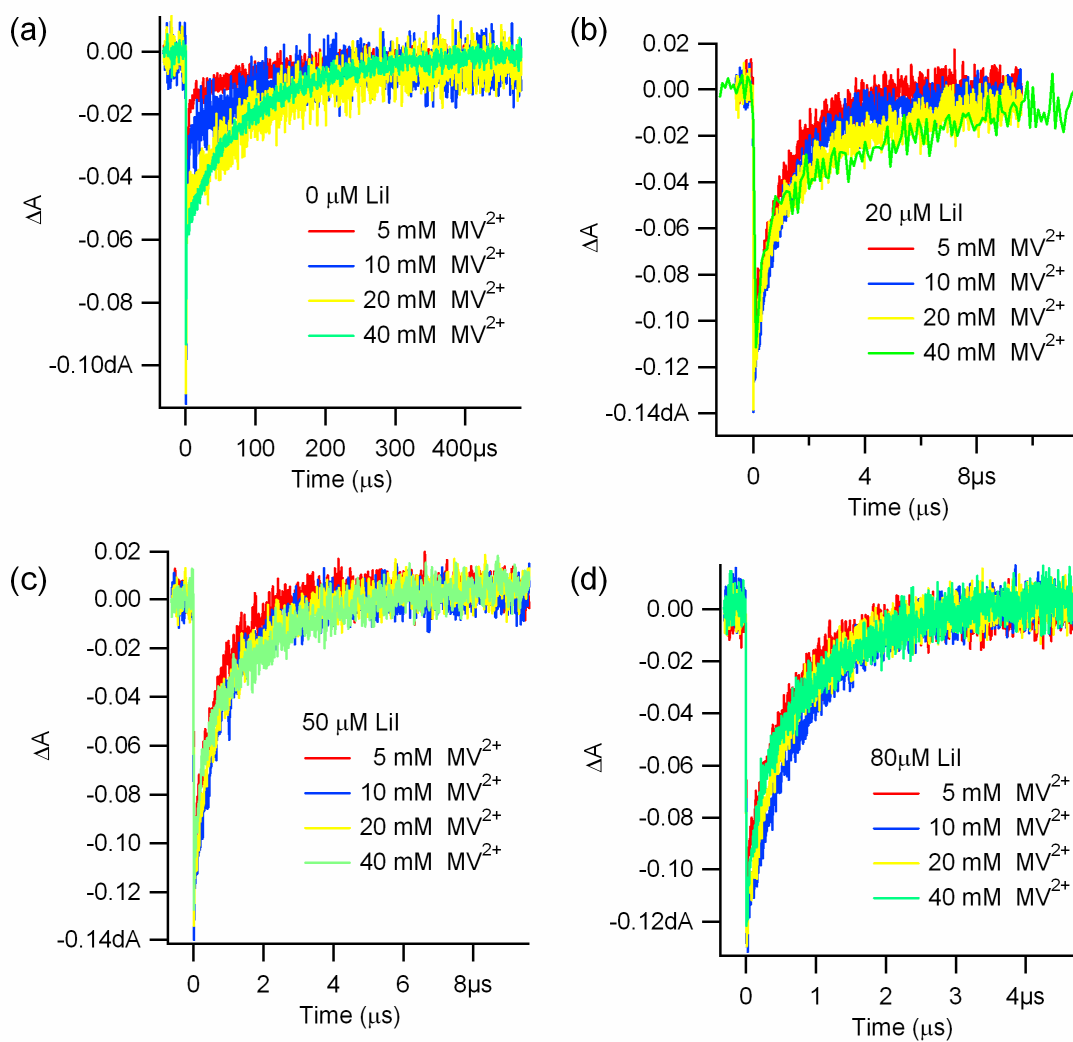 (a)
0.00
-0.02
-0.04
-0.06
-0.08
-0.10dA
ΔA
0 μM LiI
5 mM MV²⁺
10 mM MV²⁺
20 mM MV²⁺
40 mM MV²⁺
0 100 200 300 400µs
Time (μs)
(b)
0.02
0.00
-0.02
-0.04
-0.06
-0.08
-0.10
-0.12
-0.14dA
ΔA
20 μM LiI
5 mM MV²⁺
10 mM MV²⁺
20 mM MV²⁺
40 mM MV²⁺
0 4 8µs
Time (μs)
(c)
0.02
0.00
-0.02
-0.04
-0.06
-0.08
-0.10
-0.12
-0.14dA
ΔA
50 μM LiI
5 mM MV²⁺
10 mM MV²⁺
20 mM MV²⁺
40 mM MV²⁺
0 2 4 6 8µs
Time (μs)
(d)
0.00
-0.02
-0.04
-0.06
-0.08
-0.10
-0.12dA
ΔA
80μM LiI
5 mM MV²⁺
10 mM MV²⁺
20 mM MV²⁺
40 mM MV²⁺
0 1 2 3 4µs
Time (μs)